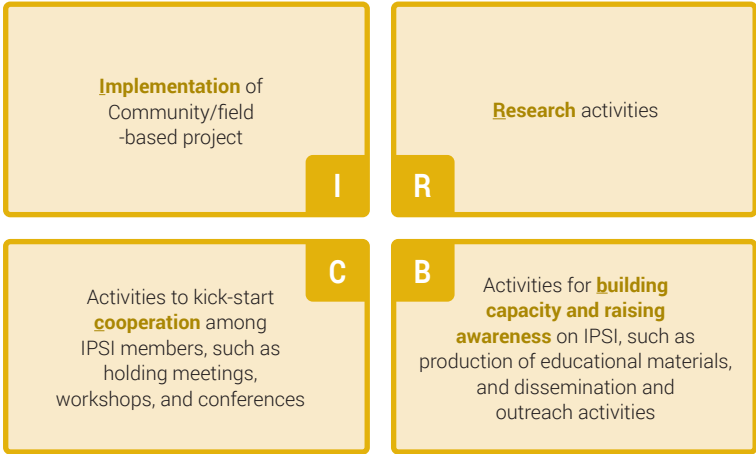 Implementation of
Community/field
-based project
I
Research activities
R
Activities to kick-start
cooperation among
IPSI members, such as
holding meetings,
workshops, and conferences
C
B
Activities for building
capacity and raising
awareness on IPSI, such as
production of educational materials,
and dissemination and
outreach activities